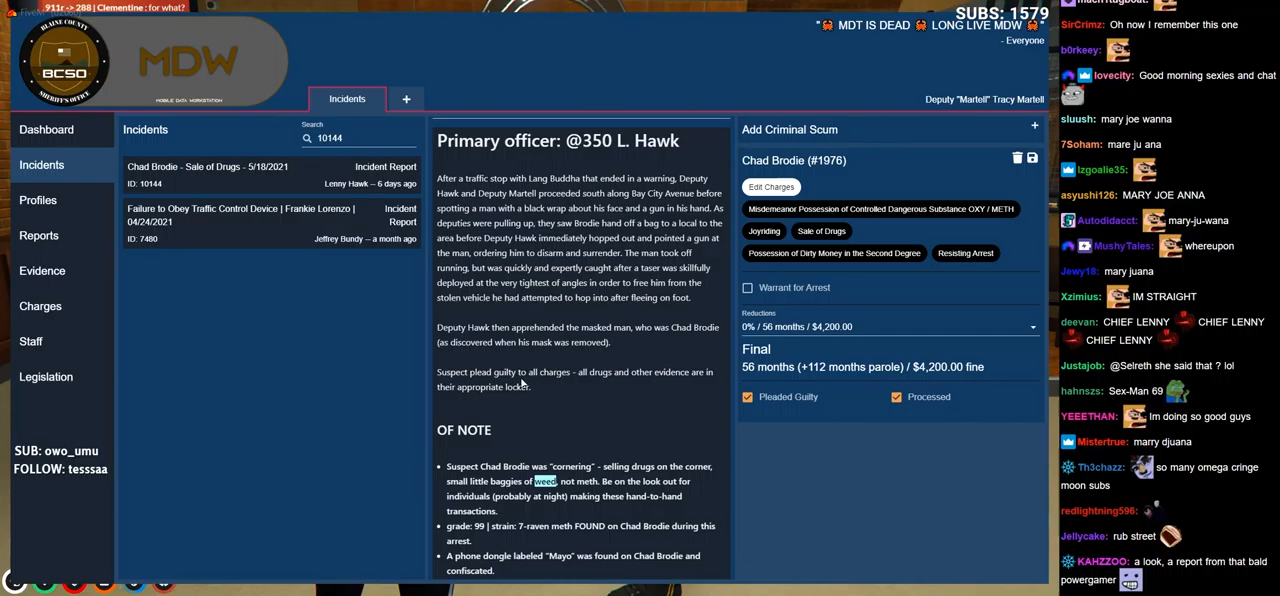 911r -> 288 | Clementine : for what?
SUBS: 1579
" MDT IS DEAD LONG LIVE MDW "
- Everyone
BLAINE COUNTY
BCSO
SHERIFF'S OFFICE
MDW
MOBILE DATA WORKSTATION
Incidents
+
Deputy "Martell" Tracy Martell
Dashboard
Incidents
Profiles
Reports
Evidence
Charges
Staff
Legislation
SUB: owo_umu
FOLLOW: tesssaa
Incidents
Search
10144
Chad Brodie - Sale of Drugs - 5/18/2021
Incident Report
ID: 10144
Lenny Hawk -- 6 days ago
Failure to Obey Traffic Control Device | Frankie Lorenzo |
04/24/2021
Incident
Report
ID: 7480
Jeffrey Bundy -- a month ago
Primary officer: @350 L. Hawk
After a traffic stop with Lang Buddha that ended in a warning, Deputy
Hawk and Deputy Martell proceeded south along Bay City Avenue before
spotting a man with a black wrap about his face and a gun in his hand. As
deputies were pulling up, they saw Brodie hand off a bag to a local to the
area before Deputy Hawk immediately hopped out and pointed a gun at
the man, ordering him to disarm and surrender. The man took off
running, but was quickly and expertly caught after a taser was skillfully
deployed at the very tightest of angles in order to free him from the
stolen vehicle he had attempted to hop into after fleeing on foot.
Deputy Hawk then apprehended the masked man, who was Chad Brodie
(as discovered when his mask was removed).
Suspect plead guilty to all charges - all drugs and other evidence are in
their appropriate locker.
OF NOTE
• Suspect Chad Brodie was "cornering" - selling drugs on the corner,
small little baggies of weed, not meth. Be on the look out for
individuals (probably at night) making these hand-to-hand
transactions.
• grade: 99 | strain: 7-raven meth FOUND on Chad Brodie during this
arrest.
• A phone dongle labeled "Mayo" was found on Chad Brodie and
confiscated.
Add Criminal Scum
+
Chad Brodie (#1976)
Edit Charges
Misdemeanor Possession of Controlled Dangerous Substance OXY / METH
Joyriding
Sale of Drugs
Possession of Dirty Money in the Second Degree
Resisting Arrest
Warrant for Arrest
Reductions
0% / 56 months / $4,200.00
Final
56 months (+112 months parole) / $4,200.00 fine
Pleaded Guilty
Processed
SirCrimz: Oh now I remember this one
b0rkeey:
lovecity: Good morning sexies and chat
sluush: mary joe wanna
7Soham: mare ju ana
lzgoalie35:
asyushi126: MARY JOE ANNA
Autodidacct: mary-ju-wana
MushyTales: whereupon
Jewy18: mary juana
Xzimius: IM STRAIGHT
deevan: CHIEF LENNY CHIEF LENNY
CHIEF LENNY
Justajob: @Selreth she said that ? lol
hahnszs: Sex-Man 69
YEEETHAN: Im doing so good guys
Mistertrue: marry djuana
Th3chazz: so many omega cringe
moon subs
redlightning596:
Jellycake: rub street
KAHZZOO: a look, a report from that bald
powergamer